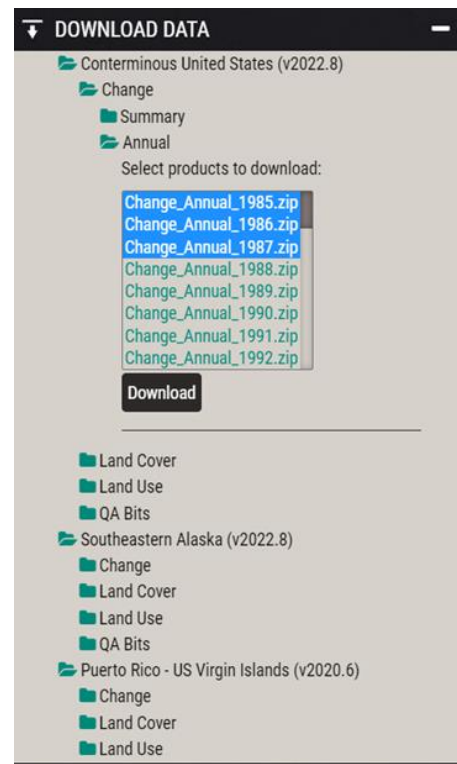 DOWNLOAD DATA
Conterminous United States (v2022.8)
Change
Summary
Annual
Select products to download:
Change_Annual_1985.zip
Change_Annual_1986.zip
Change_Annual_1987.zip
Change_Annual_1988.zip
Change_Annual_1989.zip
Change_Annual_1990.zip
Change_Annual_1991.zip
Change_Annual_1992.zip
Download
Land Cover
Land Use
QA Bits
Southeastern Alaska (v2022.8)
Change
Land Cover
Land Use
QA Bits
Puerto Rico - US Virgin Islands (v2020.6)
Change
Land Cover
Land Use